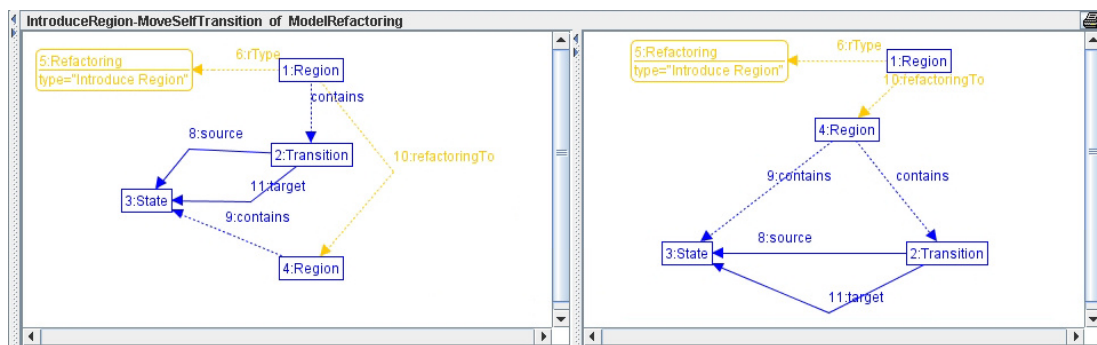 IntroduceRegion-MoveSelfTransition of ModelRefactoring
6:rType
5:Refactoring
type="Introduce Region"
1:Region
contains
8:source
2:Transition
10:refactoringTo
11:target
3:State
9:contains
4:Region
6:rType
5:Refactoring
type="Introduce Region"
1:Region
10:refactoringTo
4:Region
9:contains
contains
8:source
3:State
2:Transition
11:target